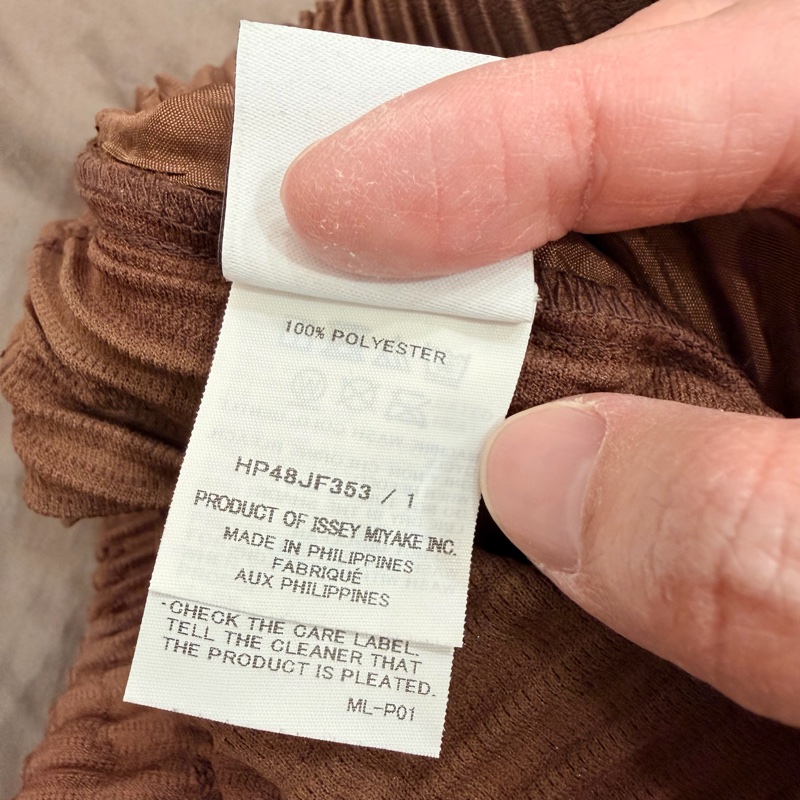 100% POLYESTER
HP48JF353 / 1
PRODUCT OF ISSEY MIYAKE INC.
MADE IN PHILIPPINES
FABRIQUÉ
AUX PHILIPPINES
·CHECK THE CARE LABEL.
TELL THE CLEANER THAT
THE PRODUCT IS PLEATED.
ML-P01